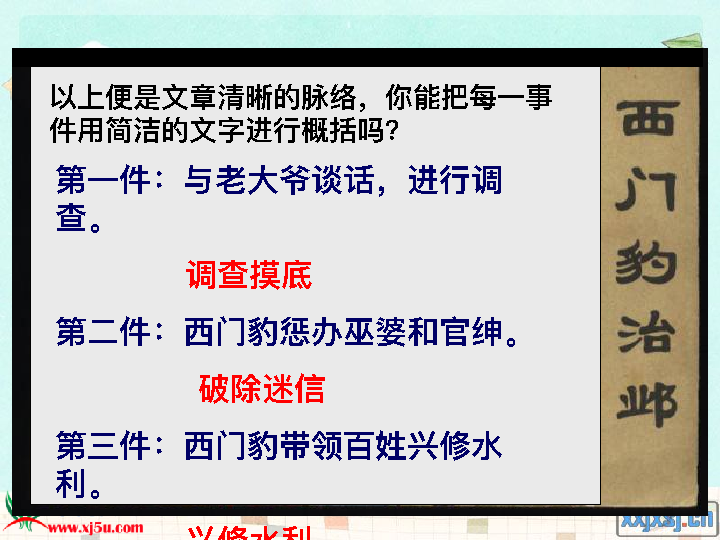 以上便是文章清晰的脉络，你能把每一事
件用简洁的文字进行概括吗？
第一件：与老大爷谈话，进行调
查。
调查摸底
第二件：西门豹惩办巫婆和官绅。
破除迷信
第三件：西门豹带领百姓兴修水
利。
兴修水利
西门豹治邺
www.xj5u.com
xxjxsj.cn